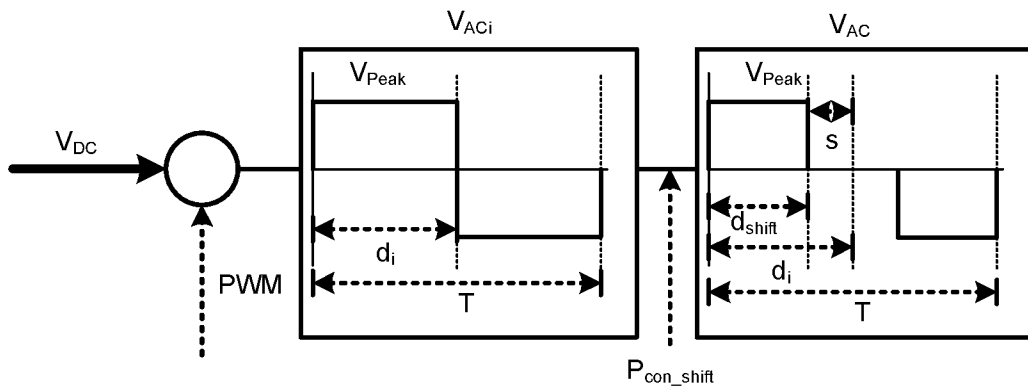 V_ACi
V_AC
V_Peak
V_Peak
V_DC
s
d_shift
d_i
d_i
PWM
T
T
P_con_shift